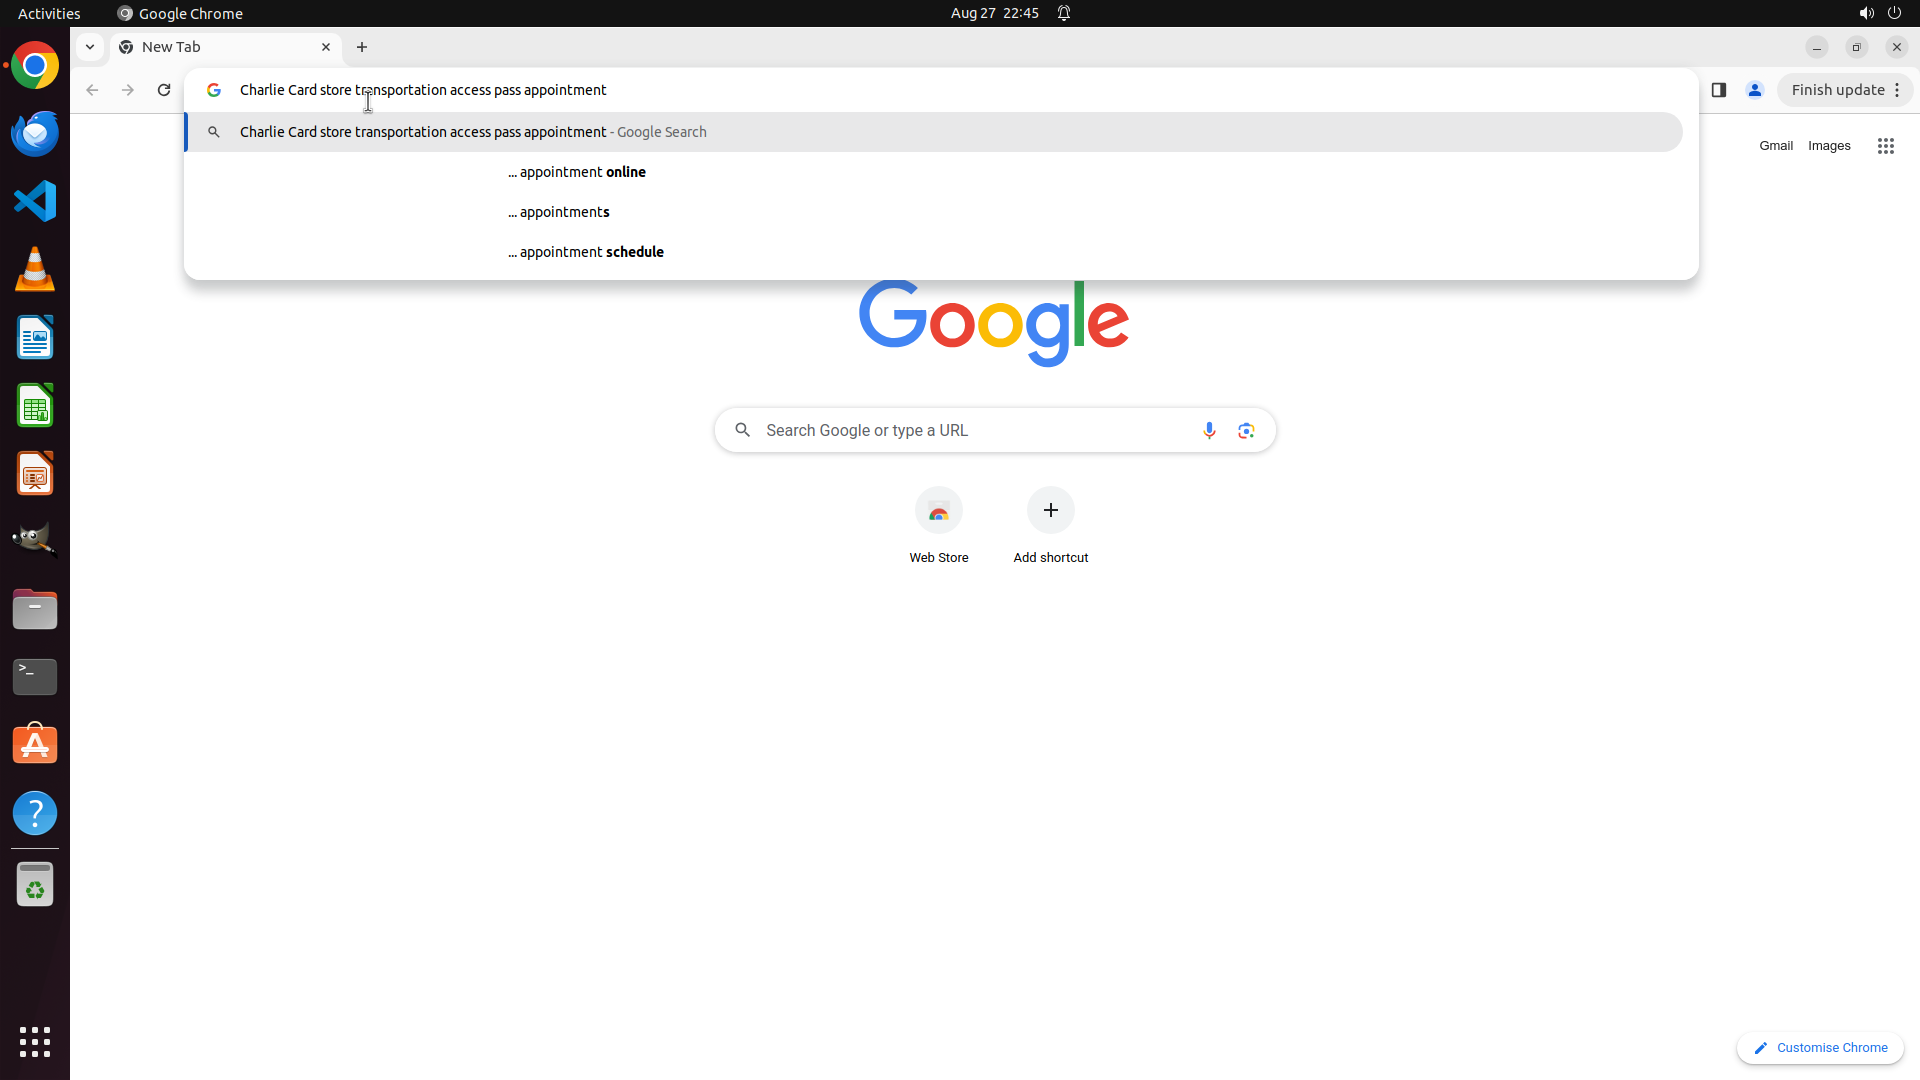 Activities
Google Chrome
Aug 27 22:45
New Tab
Charlie Card store transportation access pass appointment
Finish update
Charlie Card store transportation access pass appointment - Google Search
... appointment online
... appointments
... appointment schedule
Gmail
Images
Google
Search Google or type a URL
Web Store
Add shortcut
Customise Chrome